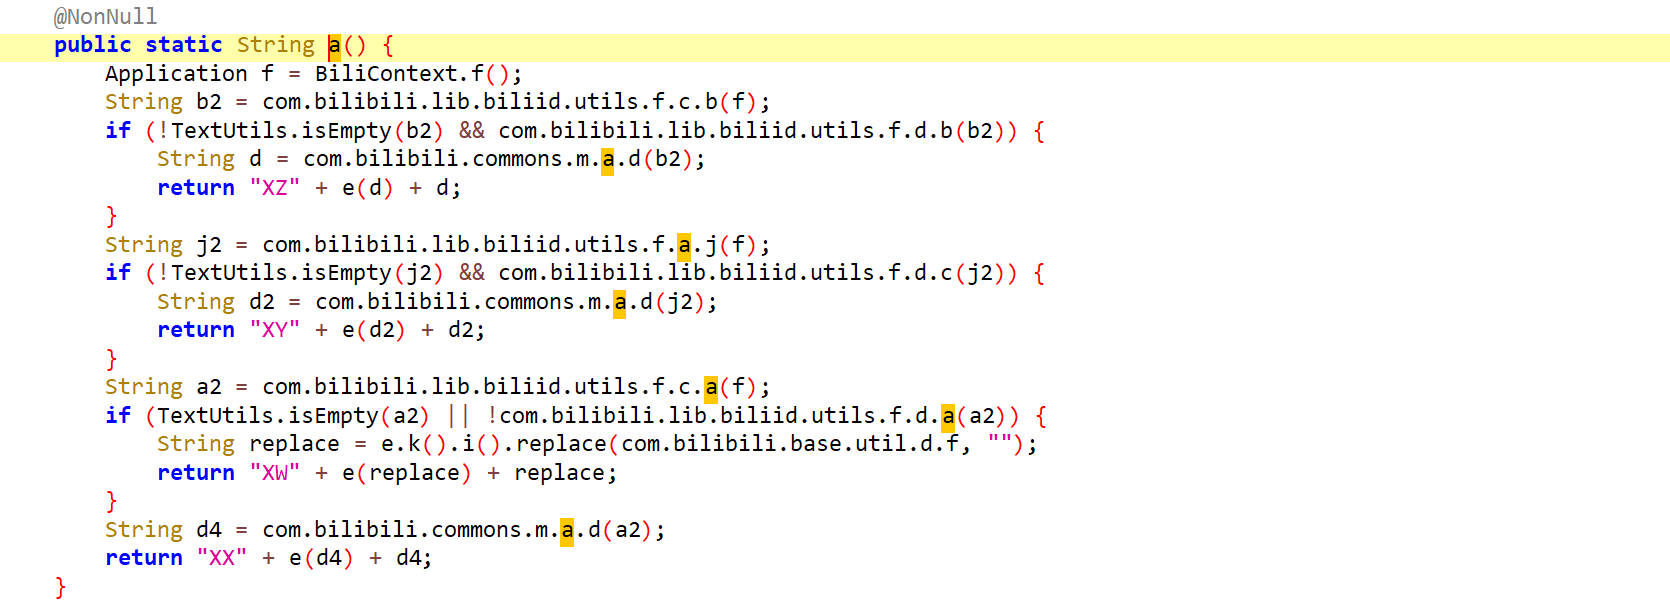 @NonNull
public static String a() {
Application f = BiliContext.f();
String b2 = com.bilibili.lib.biliid.utils.f.c.b(f);
if (!TextUtils.isEmpty(b2) && com.bilibili.lib.biliid.utils.f.d.b(b2)) {
String d = com.bilibili.commons.m.a.d(b2);
return "XZ" + e(d) + d;
}
String j2 = com.bilibili.lib.biliid.utils.f.a.j(f);
if (!TextUtils.isEmpty(j2) && com.bilibili.lib.biliid.utils.f.d.c(j2)) {
String d2 = com.bilibili.commons.m.a.d(j2);
return "XY" + e(d2) + d2;
}
String a2 = com.bilibili.lib.biliid.utils.f.c.a(f);
if (TextUtils.isEmpty(a2) || !com.bilibili.lib.biliid.utils.f.d.a(a2)) {
String replace = e.k().i().replace(com.bilibili.base.util.d.f, "");
return "XW" + e(replace) + replace;
}
String d4 = com.bilibili.commons.m.a.d(a2);
return "XX" + e(d4) + d4;
}